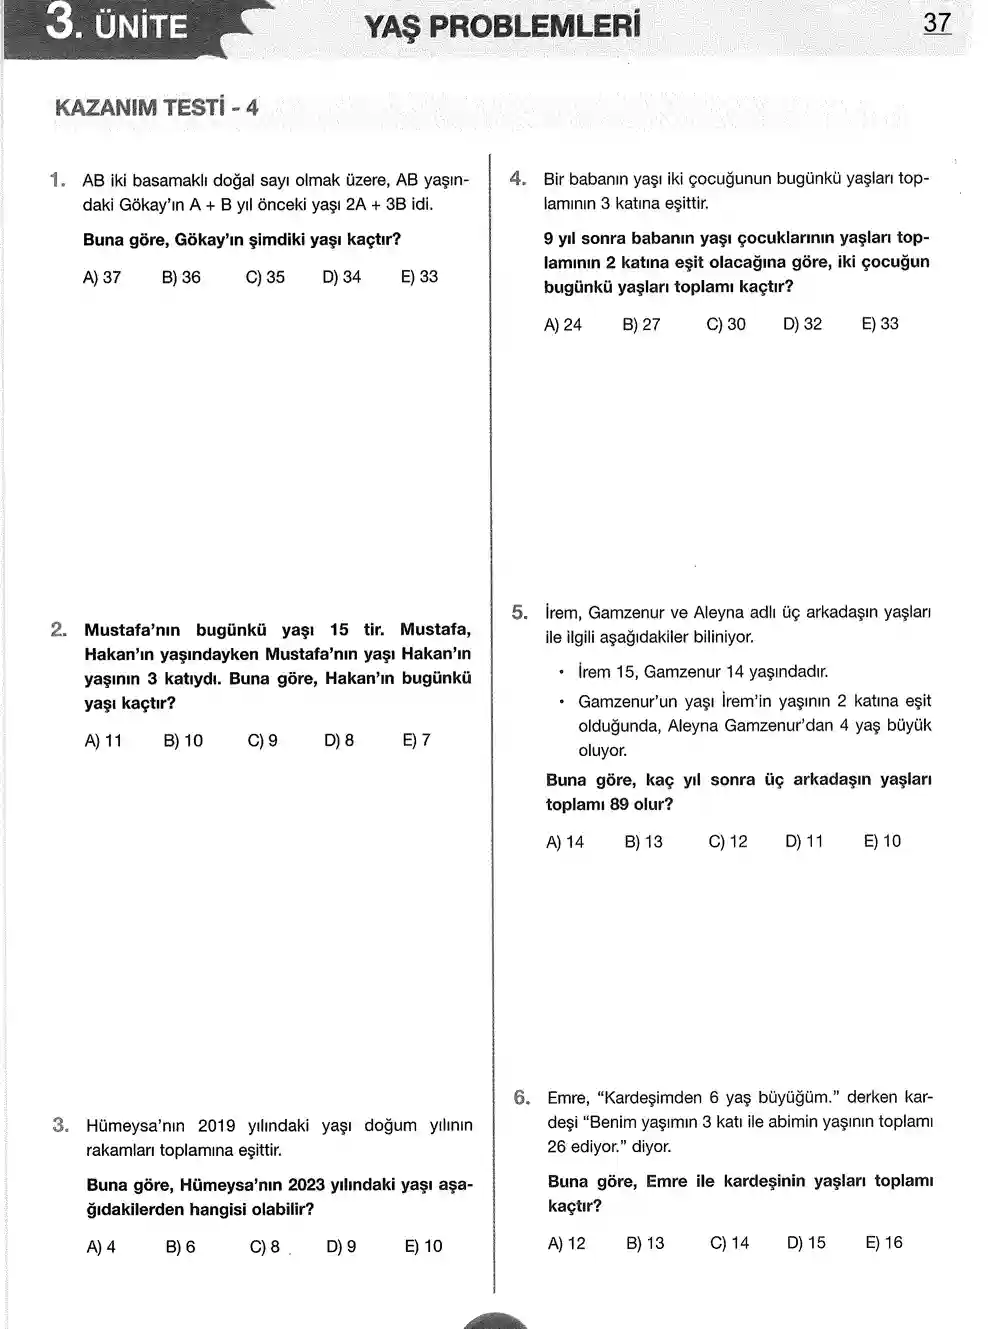 3. ÜNİTE
YAŞ PROBLEMLERİ
37
KAZANIM TESTİ - 4
1. AB iki basamaklı doğal sayı olmak üzere, AB yaşın-
daki Gökay'ın A + B yıl önceki yaşı 2A + 3B idi.
Buna göre, Gökay'ın şimdiki yaşı kaçtır?
A) 37 B) 36 C) 35 D) 34 E) 33
2. Mustafa'nın bugünkü yaşı 15 tir. Mustafa,
Hakan'ın yaşındayken Mustafa'nın yaşı Hakan'ın
yaşının 3 katıydı. Buna göre, Hakan'ın bugünkü
yaşı kaçtır?
A) 11 B) 10 C) 9 D) 8 E) 7
3. Hümeysa'nın 2019 yılındaki yaşı doğum yılının
rakamları toplamına eşittir.
Buna göre, Hümeysa'nın 2023 yılındaki yaşı aşa-
ğıdakilerden hangisi olabilir?
A) 4 B) 6 C) 8 D) 9 E) 10
4. Bir babanın yaşı iki çocuğunun bugünkü yaşları top-
lamının 3 katına eşittir.
9 yıl sonra babanın yaşı çocuklarının yaşları top-
lamının 2 katına eşit olacağına göre, iki çocuğun
bugünkü yaşları toplamı kaçtır?
A) 24 B) 27 C) 30 D) 32 E) 33
5. İrem, Gamzenur ve Aleyna adlı üç arkadaşın yaşları
ile ilgili aşağıdakiler biliniyor.
• İrem 15, Gamzenur 14 yaşındadır.
• Gamzenur'un yaşı İrem'in yaşının 2 katına eşit
olduğunda, Aleyna Gamzenur'dan 4 yaş büyük
oluyor.
Buna göre, kaç yıl sonra üç arkadaşın yaşları
toplamı 89 olur?
A) 14 B) 13 C) 12 D) 11 E) 10
6. Emre, "Kardeşimden 6 yaş büyüğüm." derken kar-
deşi "Benim yaşımın 3 katı ile abimin yaşının toplamı
26 ediyor." diyor.
Buna göre, Emre ile kardeşinin yaşları toplamı
kaçtır?
A) 12 B) 13 C) 14 D) 15 E) 16